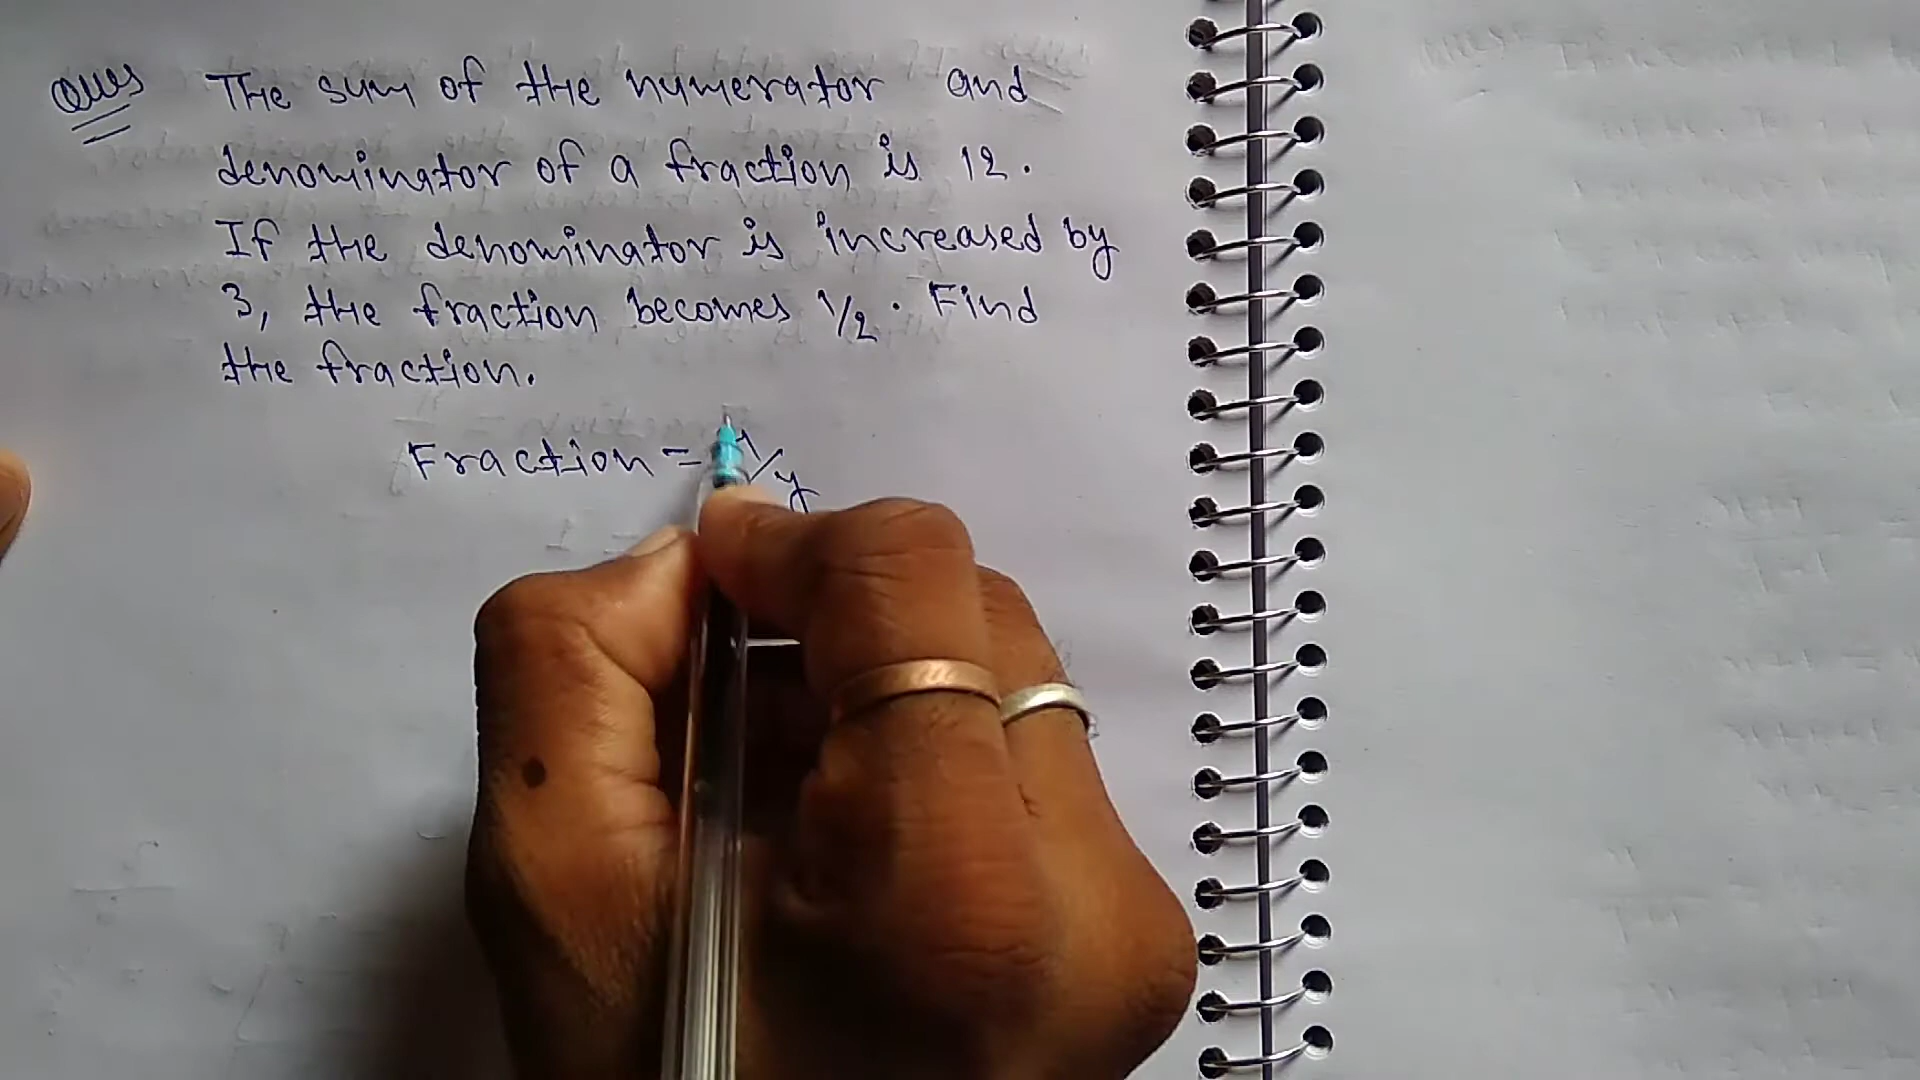 Ques The sum of the numerator and
denominator of a fraction is 12.
If the denominator is increased by
3, the fraction becomes 1/2. Find
the fraction.
Fraction = /y